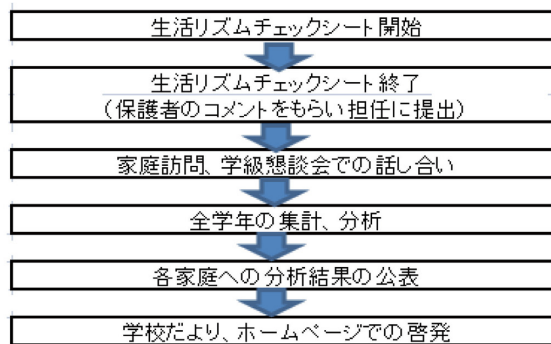 生活リズムチェックシート開始
生活リズムチェックシート終了
(保護者のコメントをもらい担任に提出)
家庭訪問、学級懇談会での話し合い
全学年の集計、分析
各家庭への分析結果の公表
学校だより、ホームページでの啓発